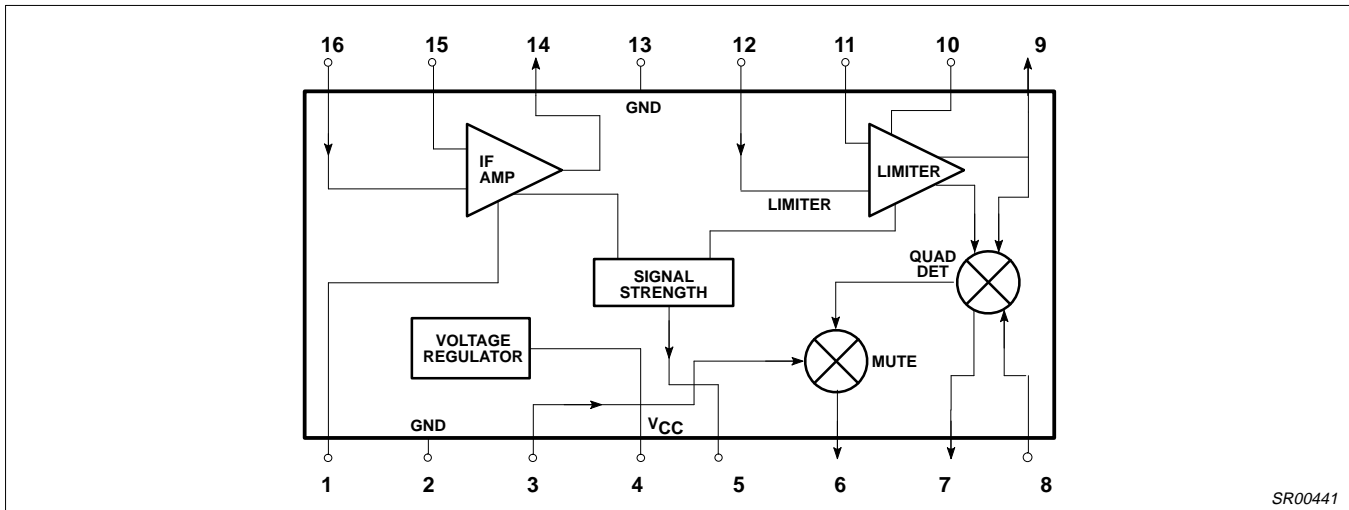 16 15 14 13 12 11 10 9
GND
IF
AMP
LIMITER
LIMITER
QUAD
DET
SIGNAL
STRENGTH
VOLTAGE
REGULATOR
MUTE
GND
VCC
1 2 3 4 5 6 7 8
SR00441